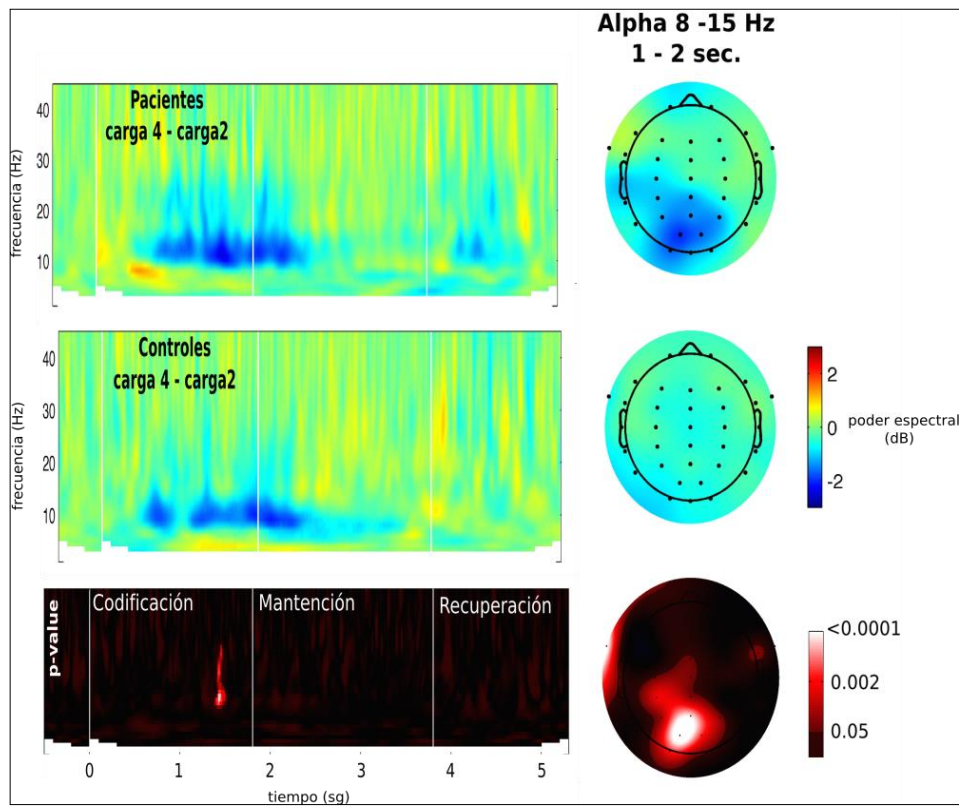 Alpha 8 -15 Hz
1 - 2 sec.
Pacientes
carga 4 - carga2
frecuencia (Hz)
40
30
20
10
Controles
carga 4 - carga2
frecuencia (Hz)
40
30
20
10
2
-2
poder espectral
(dB)
p-value
Codificación
Mantención
Recuperación
<0.0001
0.002
0.05
0 1 2 3 4 5
tiempo (sg)